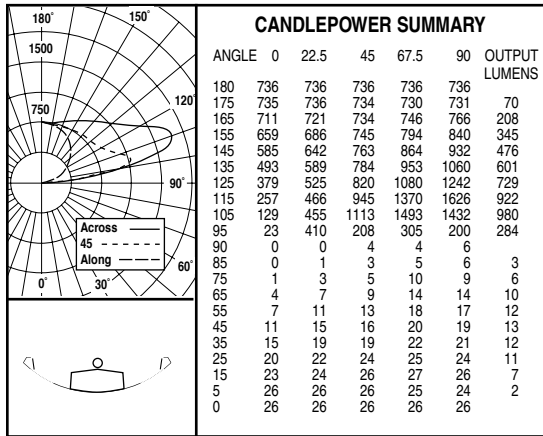 180° 150°
1500
120°
750
90°
Across
45
Along
60°
0° 30°
CANDLEPOWER SUMMARY
ANGLE 0 22.5 45 67.5 90 OUTPUT
LUMENS
180 736 736 736 736 736
175 735 736 734 730 731 70
165 711 721 734 746 766 208
155 659 686 745 794 840 345
145 585 642 763 864 932 476
135 493 589 784 953 1060 601
125 379 525 820 1080 1242 729
115 257 466 945 1370 1626 922
105 129 455 1113 1493 1432 980
95 23 410 208 305 200 284
90 0 0 4 4 6
85 0 1 3 5 6 3
75 1 3 5 10 9 6
65 4 7 9 14 14 10
55 7 11 13 18 17 12
45 11 15 16 20 19 13
35 15 19 19 22 21 12
25 20 22 24 25 24 11
15 23 24 26 27 26 7
5 26 26 26 25 24 2
0 26 26 26 26 26